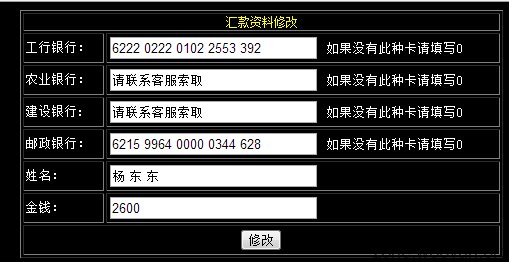 汇款资料修改
工行银行： 6222 0222 0102 2553 392 如果没有此种卡请填写0
农业银行： 请联系客服索取 如果没有此种卡请填写0
建设银行： 请联系客服索取 如果没有此种卡请填写0
邮政银行： 6215 9964 0000 0344 628 如果没有此种卡请填写0
姓名： 杨 东 东
金钱： 2600
修改